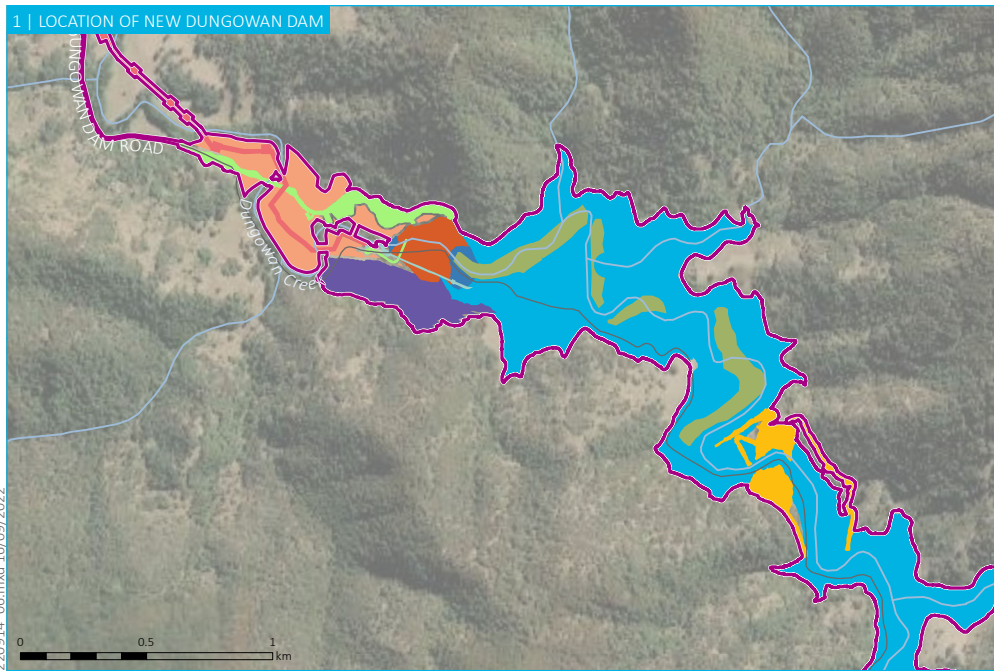 1 | LOCATION OF NEW DUNGOWAN DAM
DAM ROAD
Dungowan Cree
0 0.5 1
km